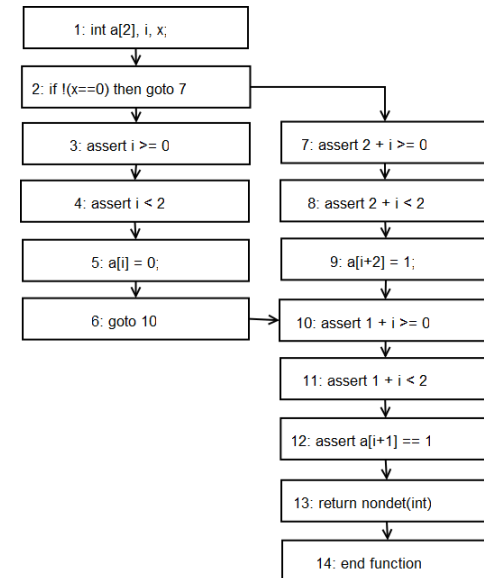 1: int a[2], i, x;
2: if !(x==0) then goto 7
3: assert i >= 0
4: assert i < 2
5: a[i] = 0;
6: goto 10
7: assert 2 + i >= 0
8: assert 2 + i < 2
9: a[i+2] = 1;
10: assert 1 + i >= 0
11: assert 1 + i < 2
12: assert a[i+1] == 1
13: return nondet(int)
14: end function